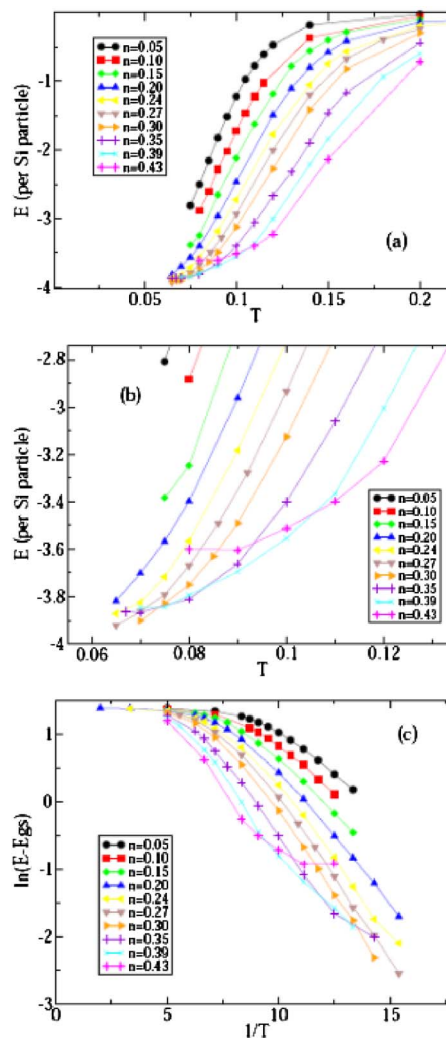 n=0.05
n=0.10
n=0.15
n=0.20
n=0.24
n=0.27
n=0.30
n=0.35
n=0.39
n=0.43
E (per Si particle)
-1
-2
-3
-4
(a)
0.05
0.1
0.15
0.2
T
(b)
E (per Si particle)
-2.8
-3
-3.2
-3.4
-3.6
-3.8
-4
n=0.05
n=0.10
n=0.15
n=0.20
n=0.24
n=0.27
n=0.30
n=0.35
n=0.39
n=0.43
0.06
0.08
0.1
0.12
T
(c)
ln(E-Egs)
1
0
-1
-2
-3
n=0.05
n=0.10
n=0.15
n=0.20
n=0.24
n=0.27
n=0.30
n=0.35
n=0.39
n=0.43
0
5
10
15
1/T